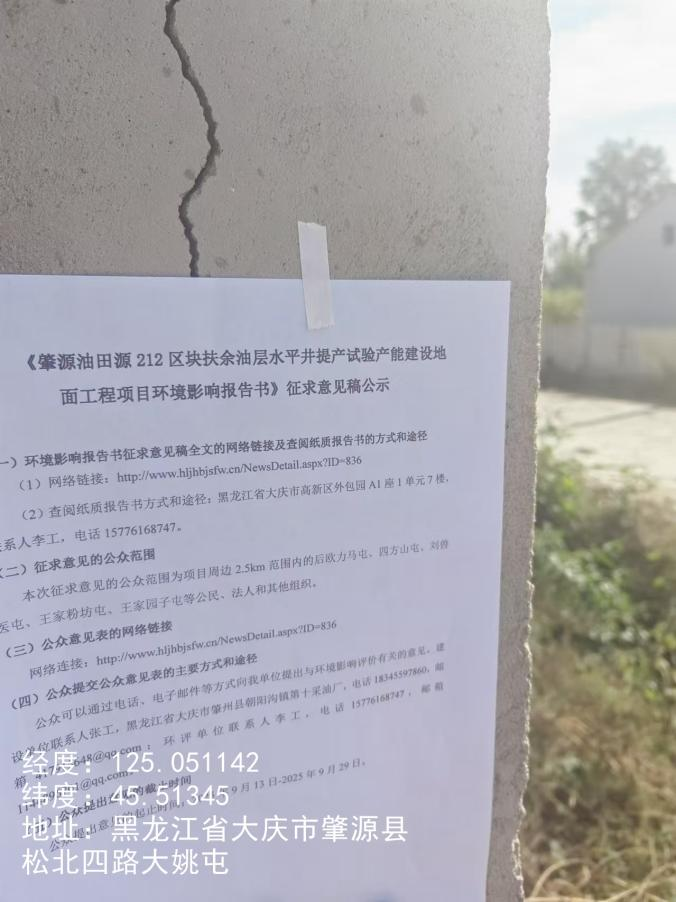 《肇源油田源 212 区块扶余油层水平井提产试验产能建设地
面工程项目环境影响报告书》征求意见稿公示
一）环境影响报告书征求意见稿全文的网络链接及查阅纸质报告书的方式和途径
（1）网络链接：http://www.hljhbjsfw.cn/NewsDetail.aspx?ID=836
（2）查阅纸质报告书方式和途径：黑龙江省大庆市高新区外包园 A1 座 1 单元 7 楼，
系人李工，电话 15776168747。
（二）征求意见的公众范围
本次征求意见的公众范围为项目周边 2.5km 范围内的后欧力马屯、四方山屯、刘兽
医屯、王家粉坊屯、王家园子屯等公民、法人和其他组织。
（三）公众意见表的网络链接
网络连接：http://www.hljhbjsfw.cn/NewsDetail.aspx?ID=836
（四）公众提交公众意见表的主要方式和途径
公众可以通过电话、电子邮件等方式向我单位提出与环境影响评价有关的意见。建
设单位联系人张工，黑龙江省大庆市肇州县朝阳沟镇第十采油厂，电话 18345597860，邮
箱 648@qq.com；环评单位联系人李工，电话 15776168747，邮箱
1@qq.com。
公众提出意见的截止时间
公众提出意见的起止时间 9 月 13 日-2025 年 9 月 29 日。
经度：125.051142
纬度：45.51345
地址：黑龙江省大庆市肇源县
松北四路大姚屯